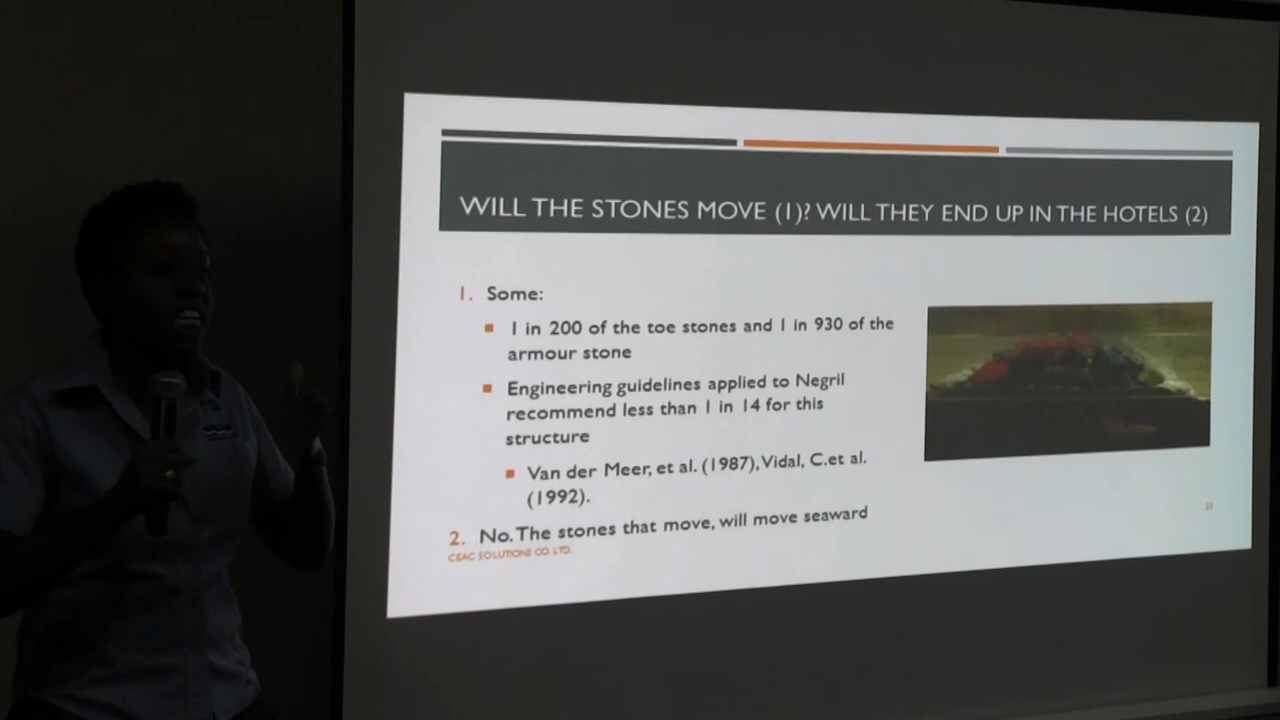 WILL THE STONES MOVE (1)? WILL THEY END UP IN THE HOTELS (2)
1. Some:
1 in 200 of the toe stones and 1 in 930 of the
armour stone
Engineering guidelines applied to Negril
recommend less than 1 in 14 for this
structure
Van der Meer, et al. (1987), Vidal, C.et al.
(1992).
2. No. The stones that move, will move seaward
CEAC SOLUTIONS CO. LTD.